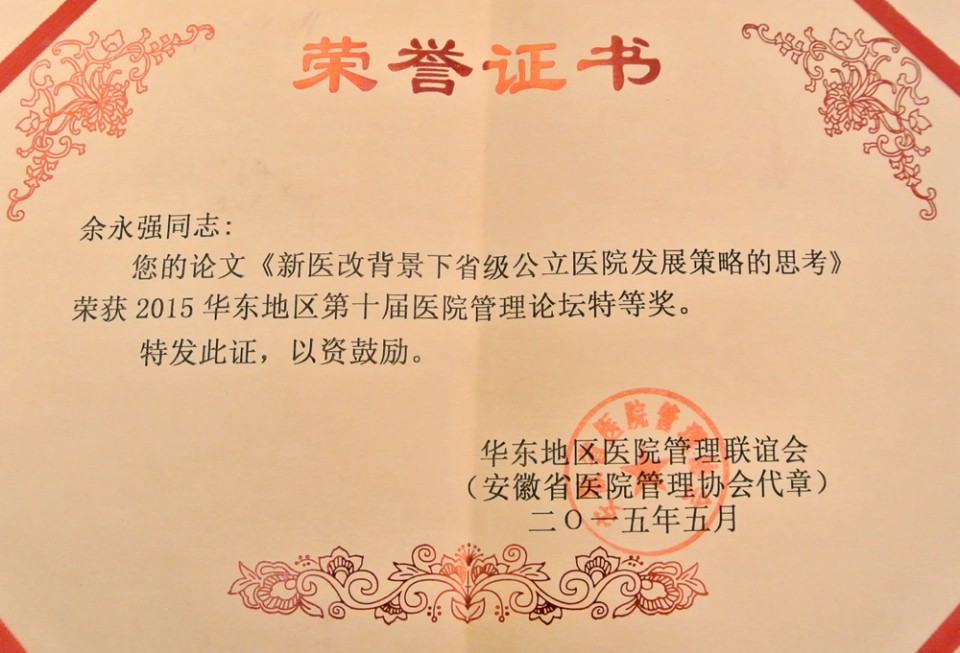 荣誉证书
余永强同志：
您的论文《新医改背景下省级公立医院发展策略的思考》
荣获2015华东地区第十届医院管理论坛特等奖。
特发此证，以资鼓励。
华东地区医院管理联谊会
（安徽省医院管理协会代章）
二〇一五年五月